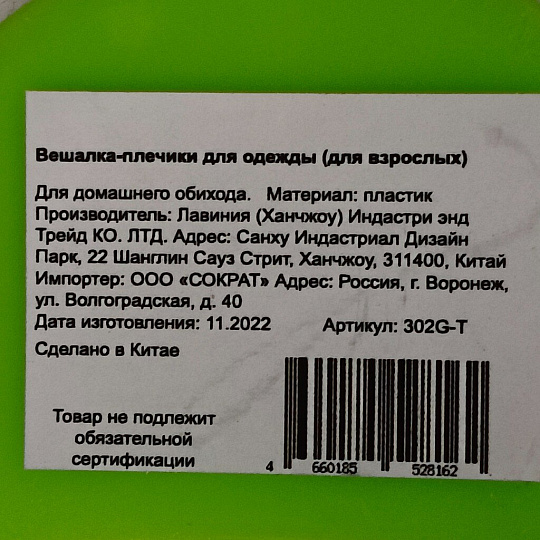 Вешалка-плечики для одежды (для взрослых)
Для домашнего обихода. Материал: пластик
Производитель: Лавиния (Ханчжоу) Индастри энд
Трейд КО. ЛТД. Адрес: Санху Индастриал Дизайн
Парк, 22 Шанглин Сауз Стрит, Ханчжоу, 311400, Китай
Импортер: ООО «СОКРАТ» Адрес: Россия, г. Воронеж,
ул. Волгоградская, д. 40
Дата изготовления: 11.2022 Артикул: 302G-T
Сделано в Китае
Товар не подлежит
обязательной
сертификации
4 660185 528162